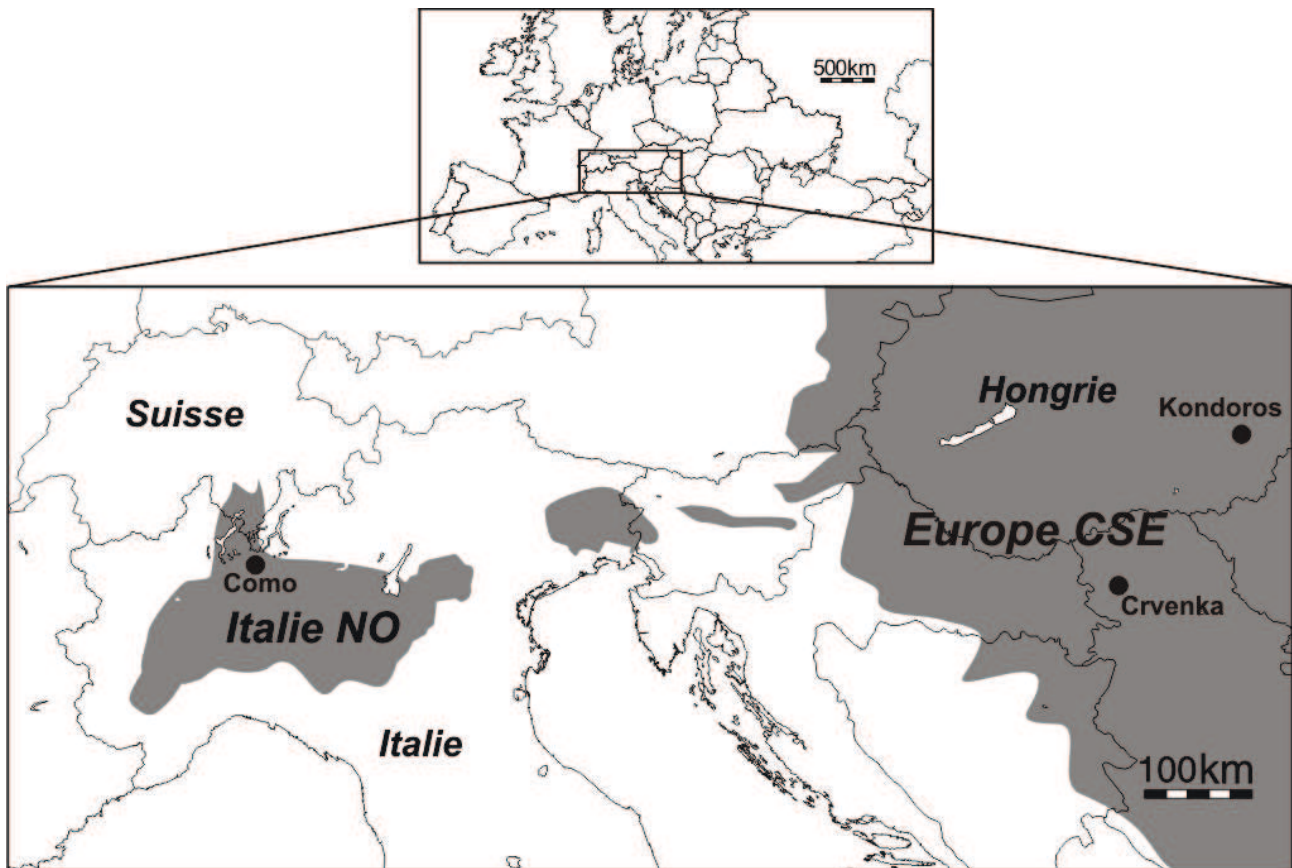 500km
Suisse
Hongrie
Kondoros
Europe CSE
Como
Crvenka
Italie NO
Italie
100km